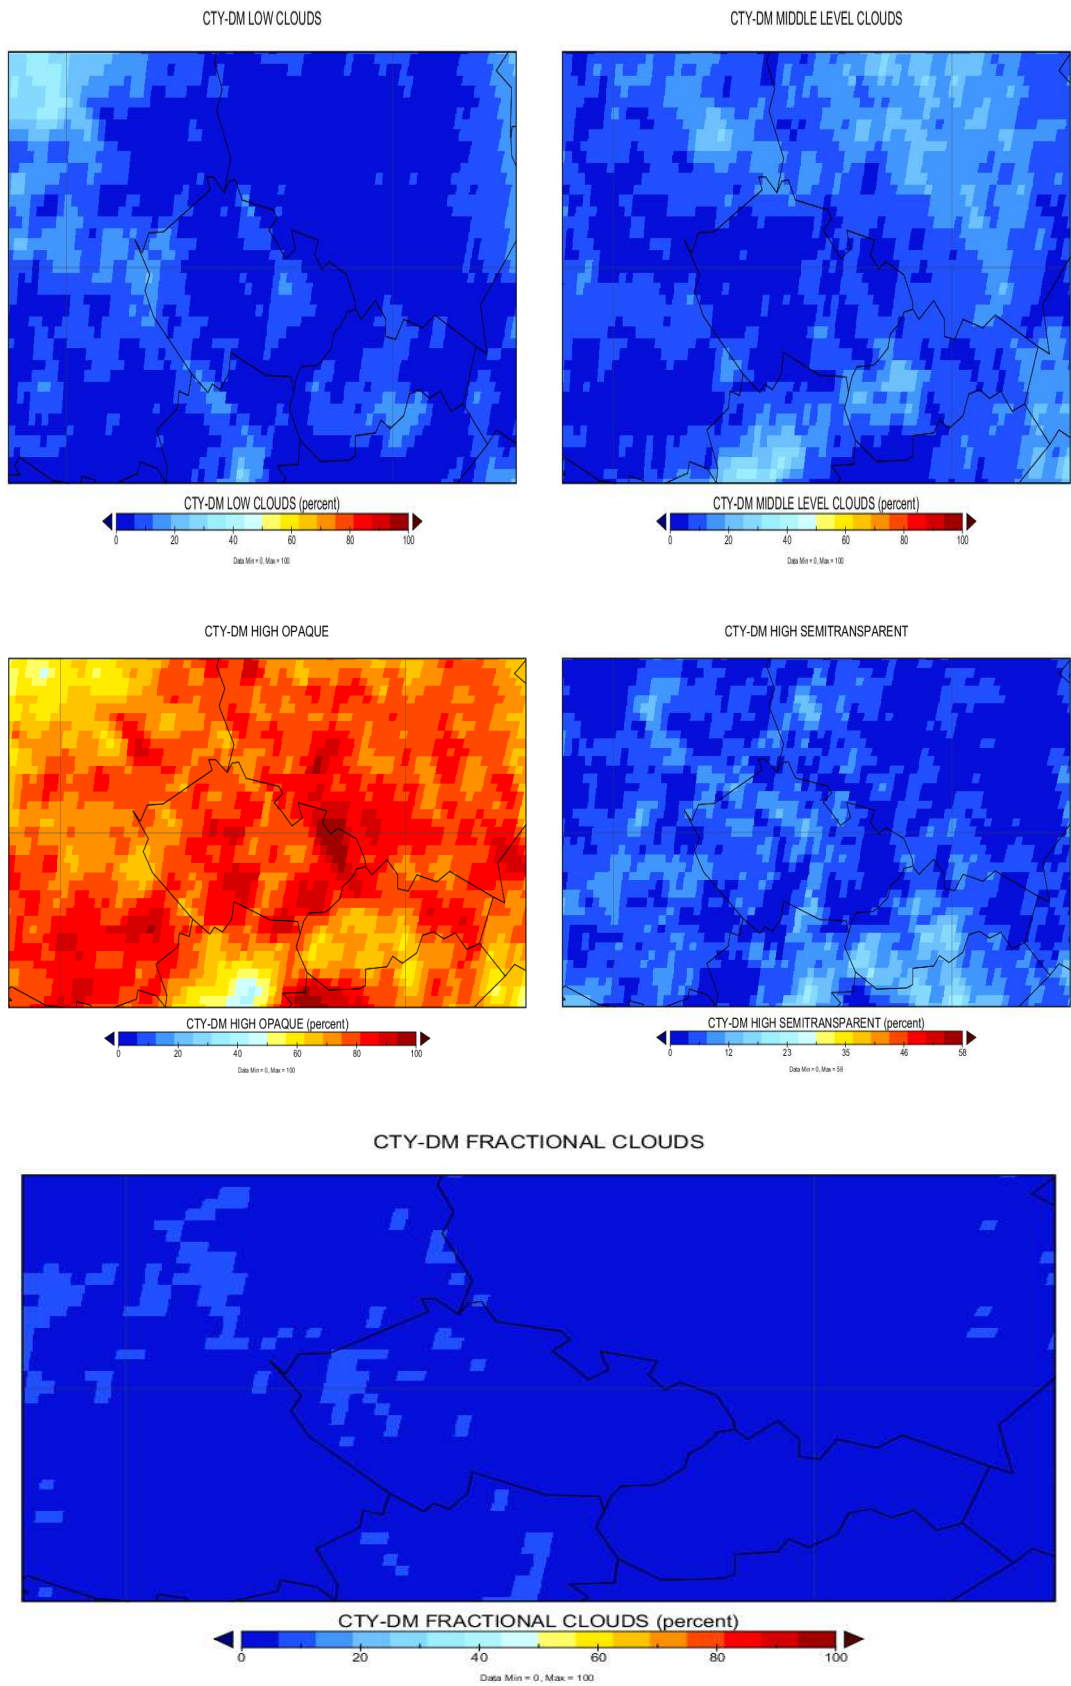 CTY-DM LOW CLOUDS
CTY-DM MIDDLE LEVEL CLOUDS
CTY-DM LOW CLOUDS (percent)
0 20 40 60 80 100
Data Min = 0, Max = 100
CTY-DM MIDDLE LEVEL CLOUDS (percent)
0 20 40 60 80 100
Data Min = 0, Max = 100
CTY-DM HIGH OPAQUE
CTY-DM HIGH SEMITRANSPARENT
CTY-DM HIGH OPAQUE (percent)
0 20 40 60 80 100
Data Min = 0, Max = 100
CTY-DM HIGH SEMITRANSPARENT (percent)
0 12 23 35 46 58
Data Min = 0, Max = 58
CTY-DM FRACTIONAL CLOUDS
CTY-DM FRACTIONAL CLOUDS (percent)
0 20 40 60 80 100
Data Min = 0, Max = 100